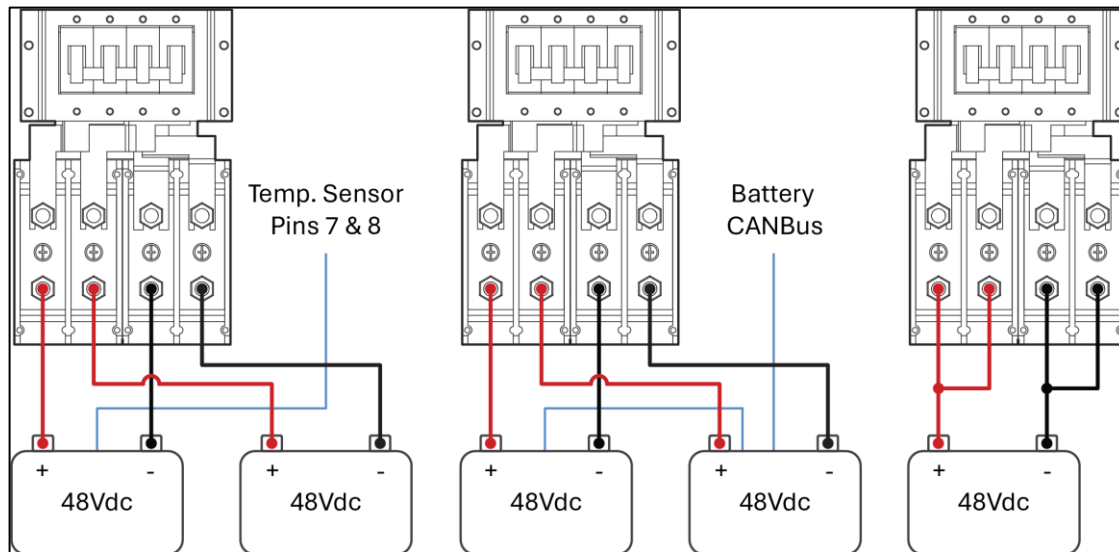 Temp. Sensor
Pins 7 & 8
Battery
CANBus
+ -
48Vdc
+ -
48Vdc
+ -
48Vdc
+ -
48Vdc
+ -
48Vdc